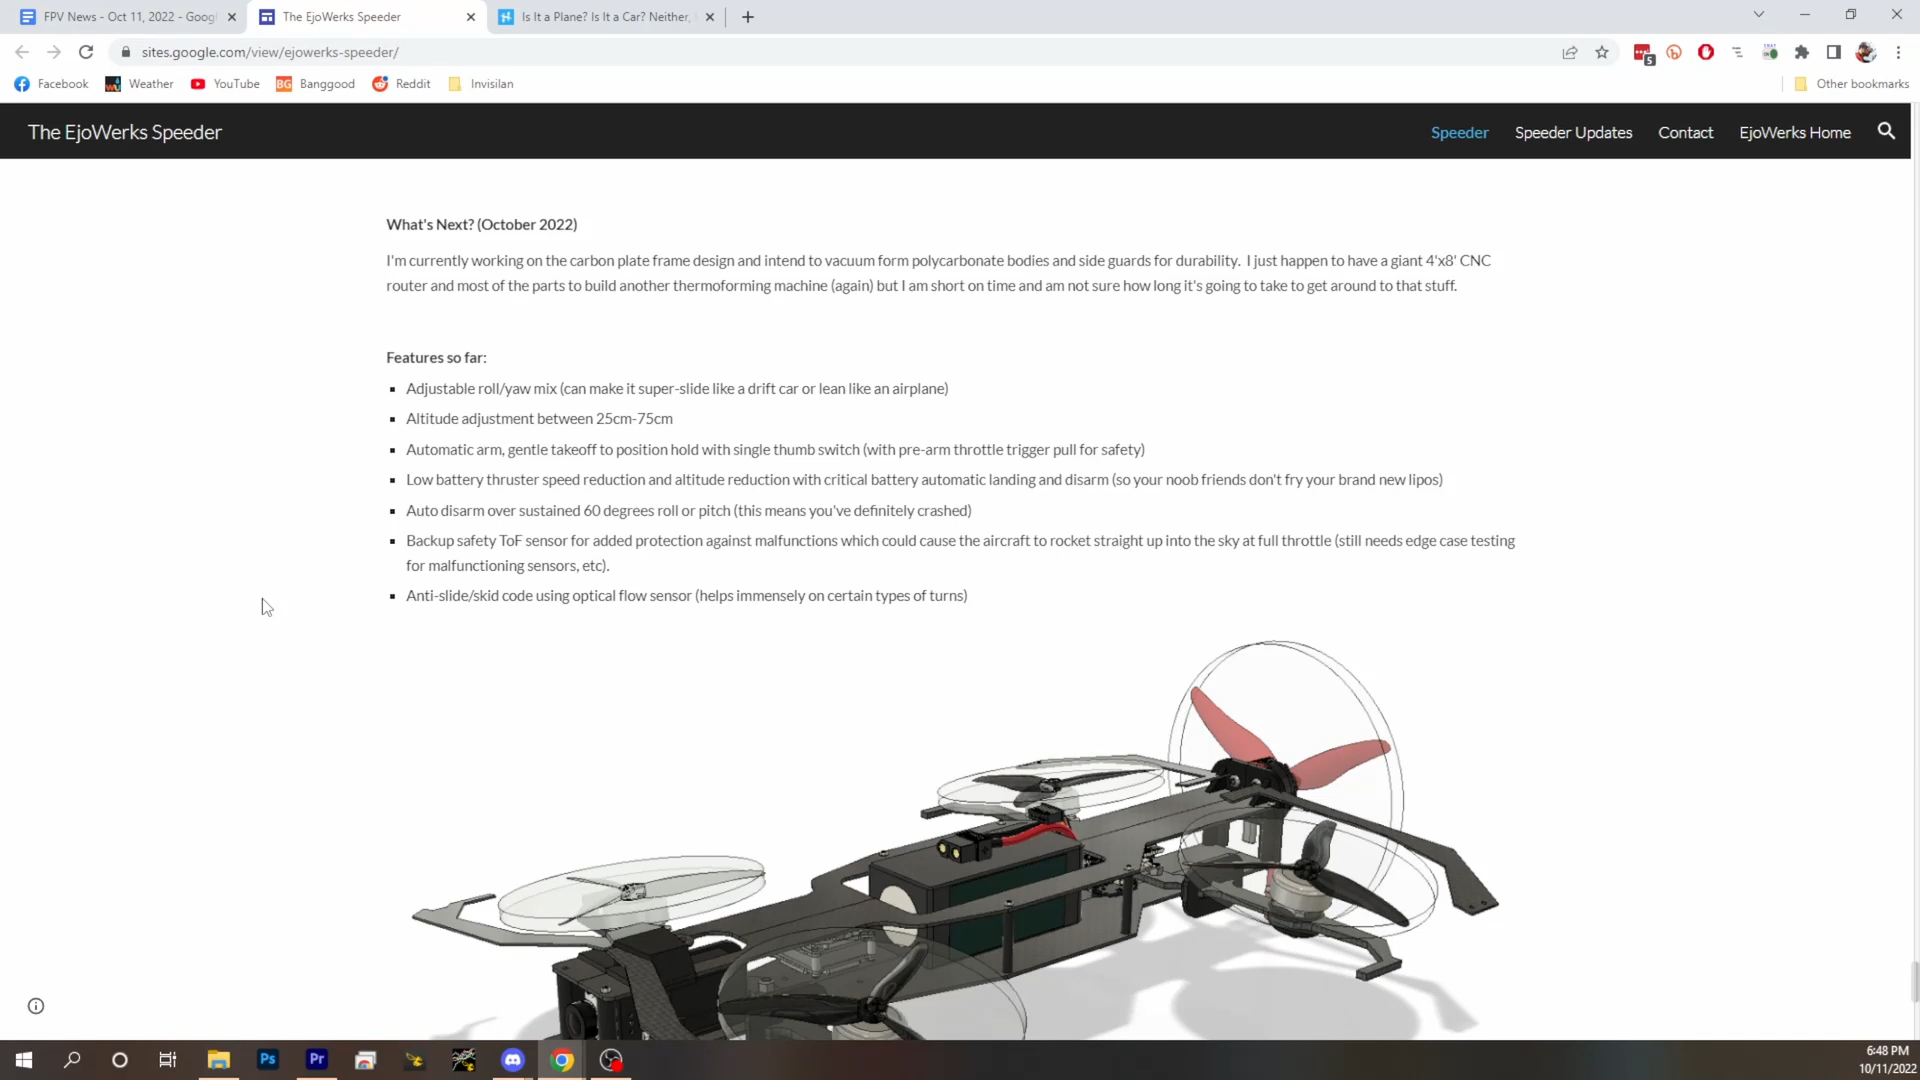 FPV News - Oct 11, 2022 - Googl
The EjoWerks Speeder
Is It a Plane? Is It a Car? Neither,
sites.google.com/view/ejowerks-speeder/
5
Facebook
Weather
YouTube
BG
Banggood
Reddit
Invisilan
Other bookmarks
The EjoWerks Speeder
Speeder
Speeder Updates
Contact
EjoWerks Home
What's Next? (October 2022)
I'm currently working on the carbon plate frame design and intend to vacuum form polycarbonate bodies and side guards for durability. I just happen to have a giant 4'x8' CNC
router and most of the parts to build another thermoforming machine (again) but I am short on time and am not sure how long it's going to take to get around to that stuff.
Features so far:
Adjustable roll/yaw mix (can make it super-slide like a drift car or lean like an airplane)
Altitude adjustment between 25cm-75cm
Automatic arm, gentle takeoff to position hold with single thumb switch (with pre-arm throttle trigger pull for safety)
Low battery thruster speed reduction and altitude reduction with critical battery automatic landing and disarm (so your noob friends don't fry your brand new lipos)
Auto disarm over sustained 60 degrees roll or pitch (this means you've definitely crashed)
Backup safety ToF sensor for added protection against malfunctions which could cause the aircraft to rocket straight up into the sky at full throttle (still needs edge case testing
for malfunctioning sensors, etc).
Anti-slide/skid code using optical flow sensor (helps immensely on certain types of turns)
Ps
Pr
6:48 PM
10/11/2022